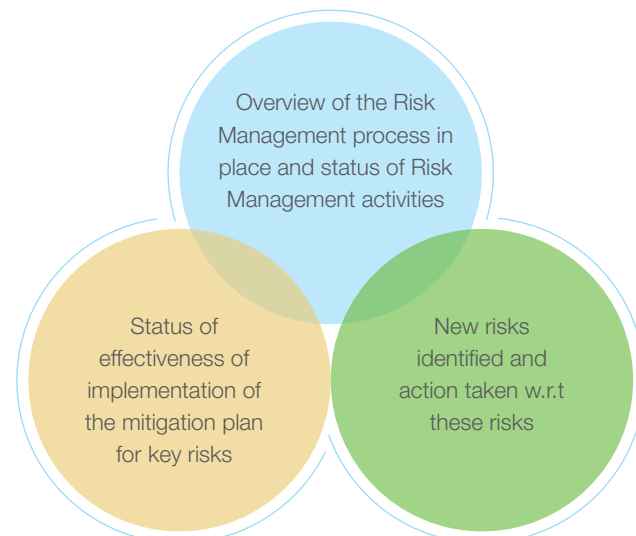 Overview of the Risk
Management process in
place and status of Risk
Management activities
Status of
effectiveness of
implementation of
the mitigation plan
for key risks
New risks
identified and
action taken w.r.t
these risks